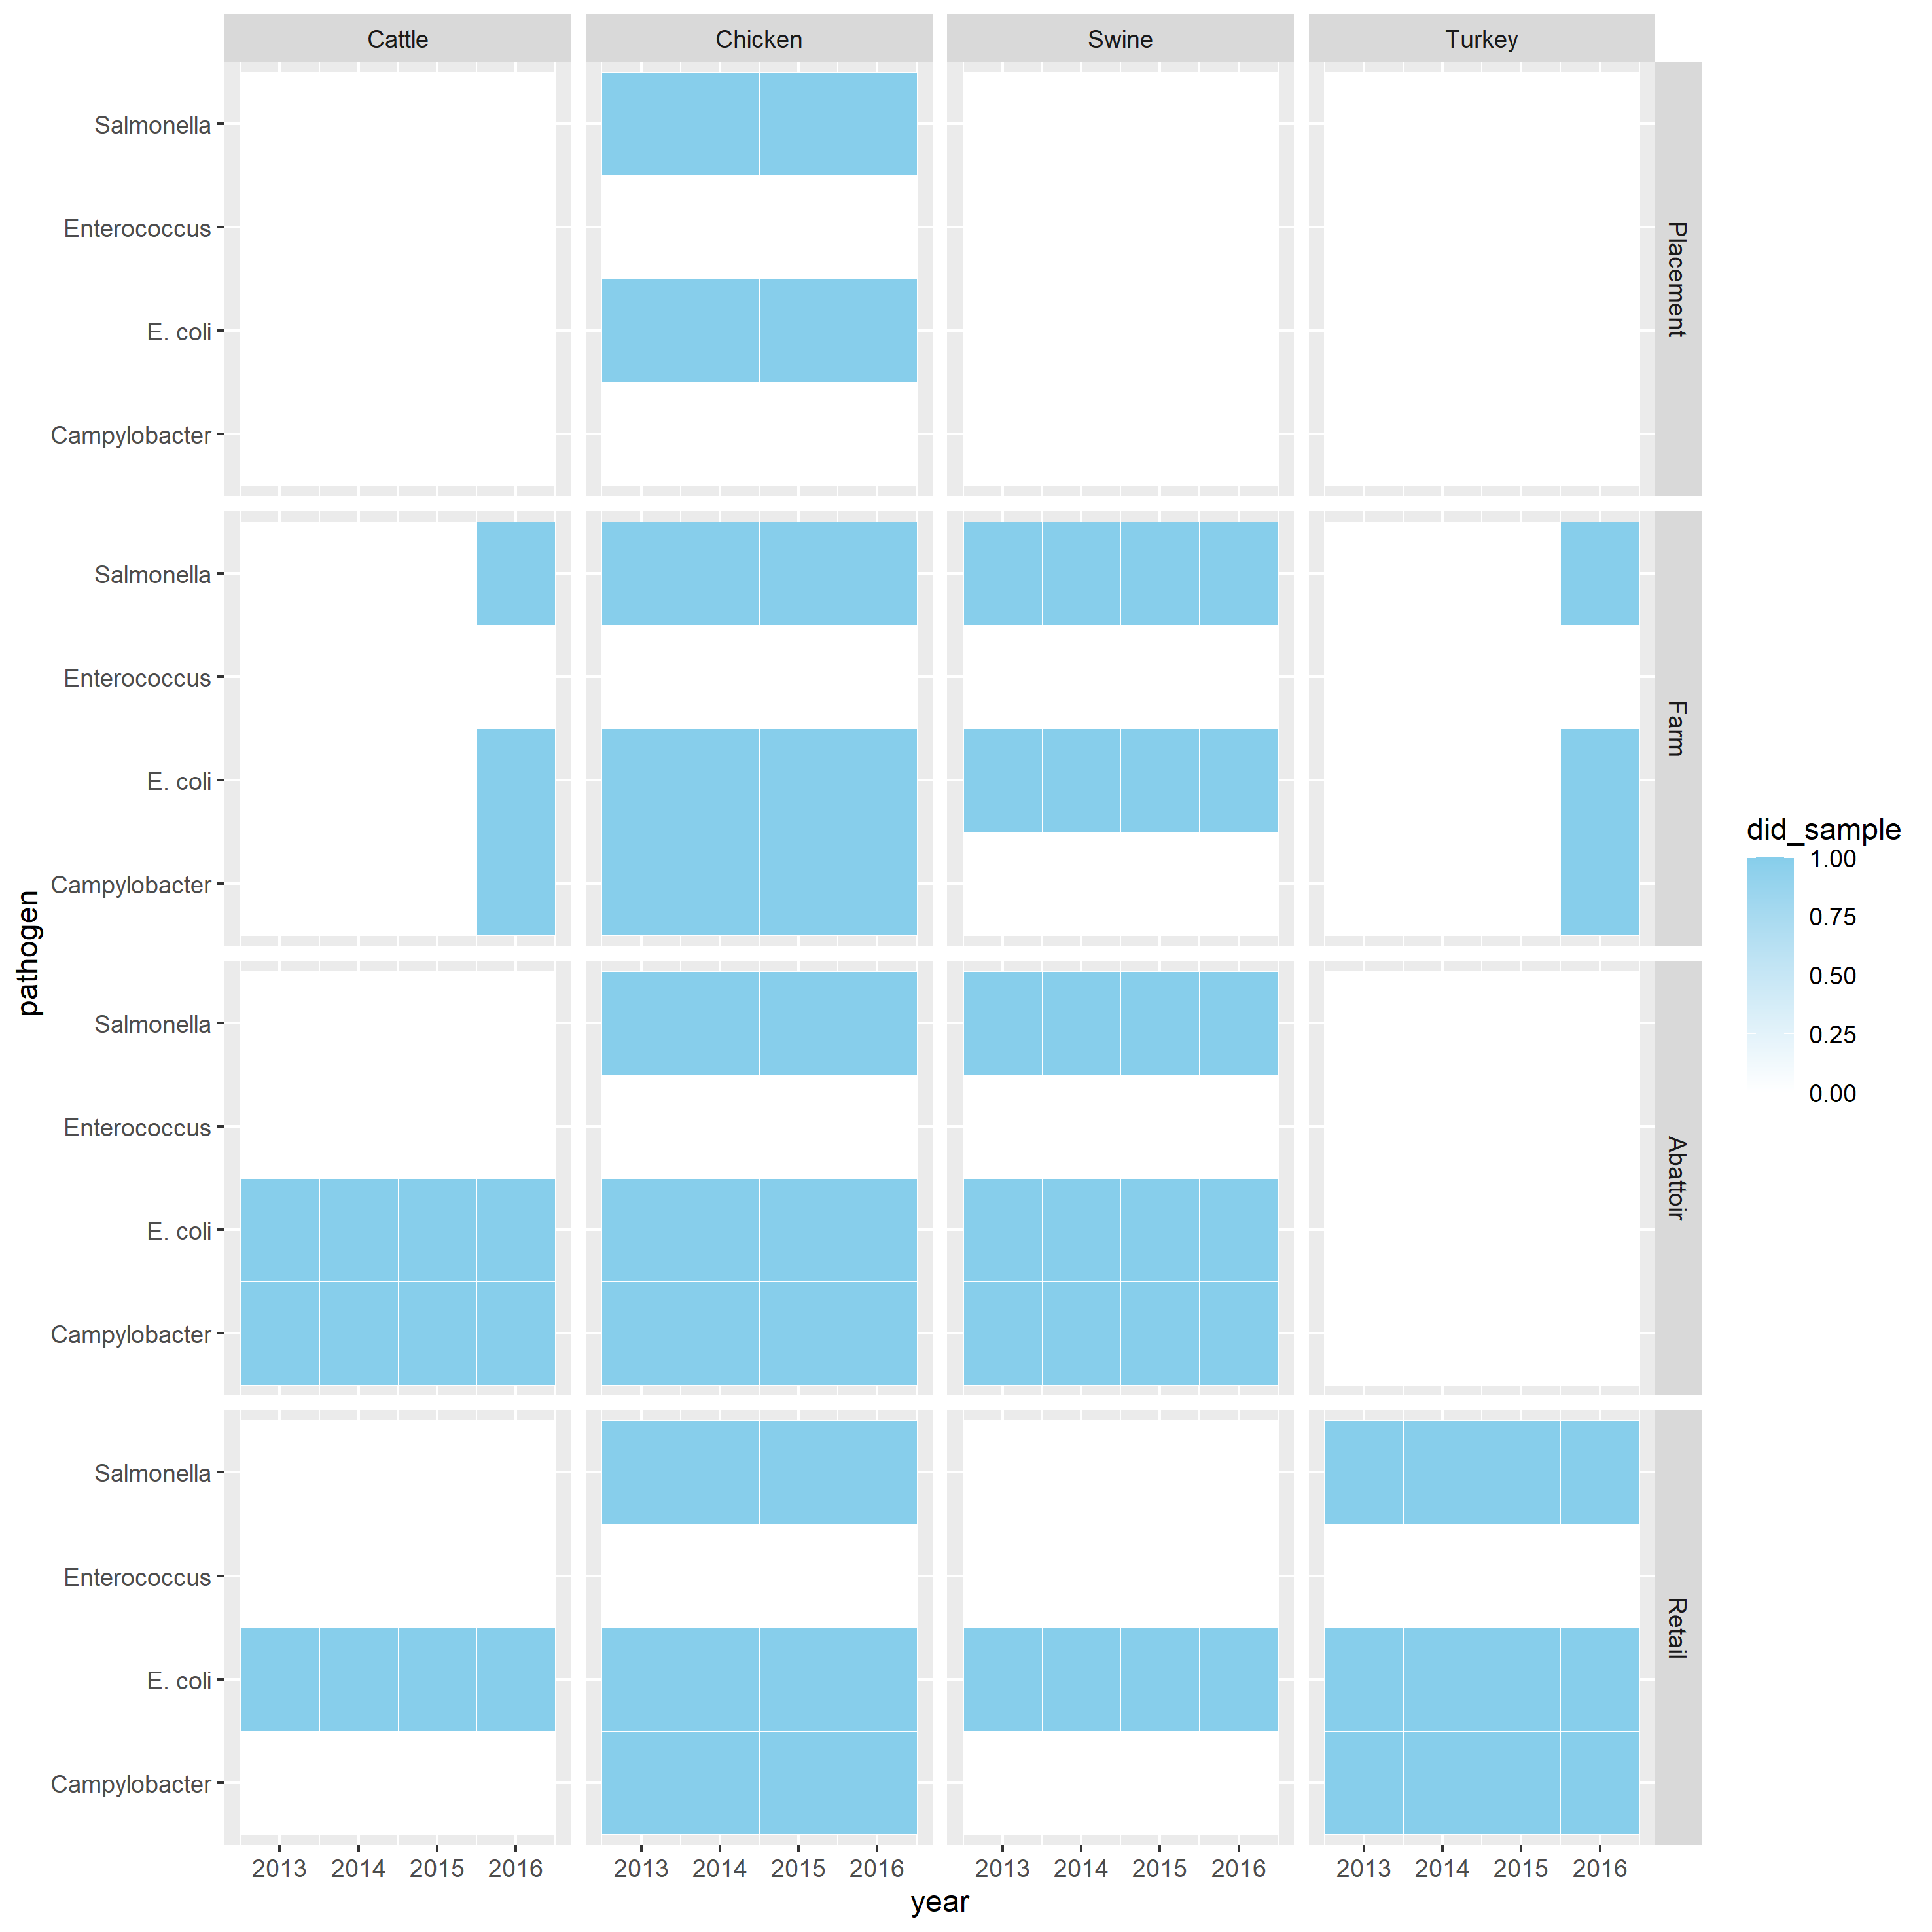 Cattle Chicken Swine Turkey
Salmonella
Enterococcus
E. coli
Campylobacter
Placement
Salmonella
Enterococcus
E. coli
Campylobacter
Farm
Salmonella
Enterococcus
E. coli
Campylobacter
Abattoir
Salmonella
Enterococcus
E. coli
Campylobacter
Retail
2013 2014 2015 2016 2013 2014 2015 2016 2013 2014 2015 2016 2013 2014 2015 2016
year
pathogen
did_sample
1.00
0.75
0.50
0.25
0.00